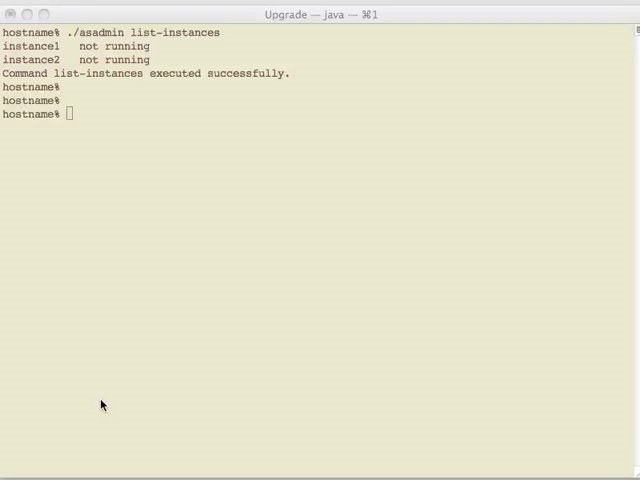 Upgrade — java — ⌘1
hostname% ./asadmin list-instances
instance1   not running
instance2   not running
Command list-instances executed successfully.
hostname%
hostname%
hostname%